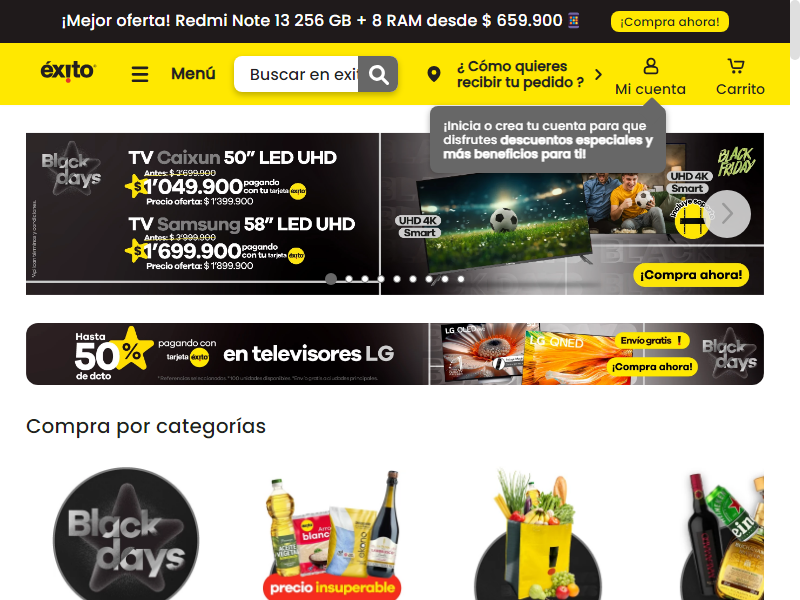 ¡Mejor oferta! Redmi Note 13 256 GB + 8 RAM desde $ 659.900
¡Compra ahora!
éxito
Menú
Buscar en exit
¿ Cómo quieres
recibir tu pedido ?
Mi cuenta
Carrito
¡Inicia o crea tu cuenta para que
disfrutes descuentos especiales y
más beneficios para ti!
Black
days
TV Caixun 50” LED UHD
Antes: $ 3'699.900
$1'049.900 pagando
con tu tarjeta éxito
Precio oferta: $ 1'399.900
TV Samsung 58” LED UHD
Antes: $ 3'999.900
$1'699.900 pagando
con tu tarjeta éxito
Precio oferta: $ 1'899.900
*Aplican términos y condiciones.
UHD 4K
Smart
UHD 4K
Smart
BLACK
FRIDAY
¡Compra ahora!
Hasta
50%
de dcto
pagando con
tarjeta éxito
en televisores LG
LG OLED
LG QNED
Envío gratis !
¡Compra ahora!
Black
days
Compra por categorías
Black
days
precio insuperable